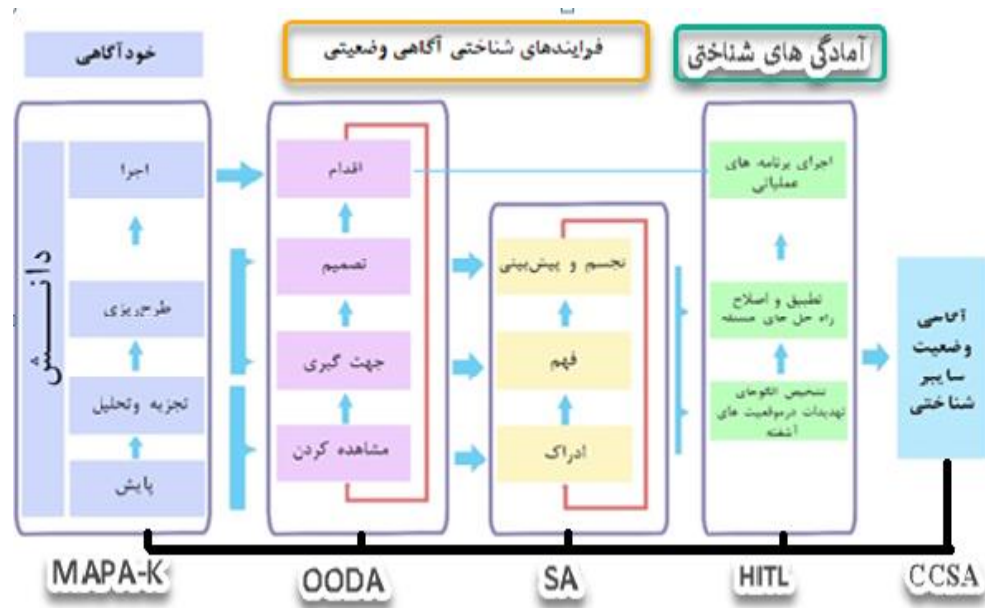 خودآگاهی
فرایندهای شناختی آگاهی وضعیتی
آمادگی های شناختی
دانش
اجرا
طرح‌ریزی
تجزیه وتحلیل
پایش
اقدام
تصمیم
جهت گیری
مشاهده کردن
تجسم و پیش‌بینی
فهم
ادراک
اجرای برنامه های
عملیاتی
تطبیق و اصلاح
راه حل های
تشخیص الگوهای
تهدیدات درموقعیت های
آشفته
آگاهی
وضعیت
سایبر
شناختی
MAPA-K
OODA
SA
HITL
CCSA